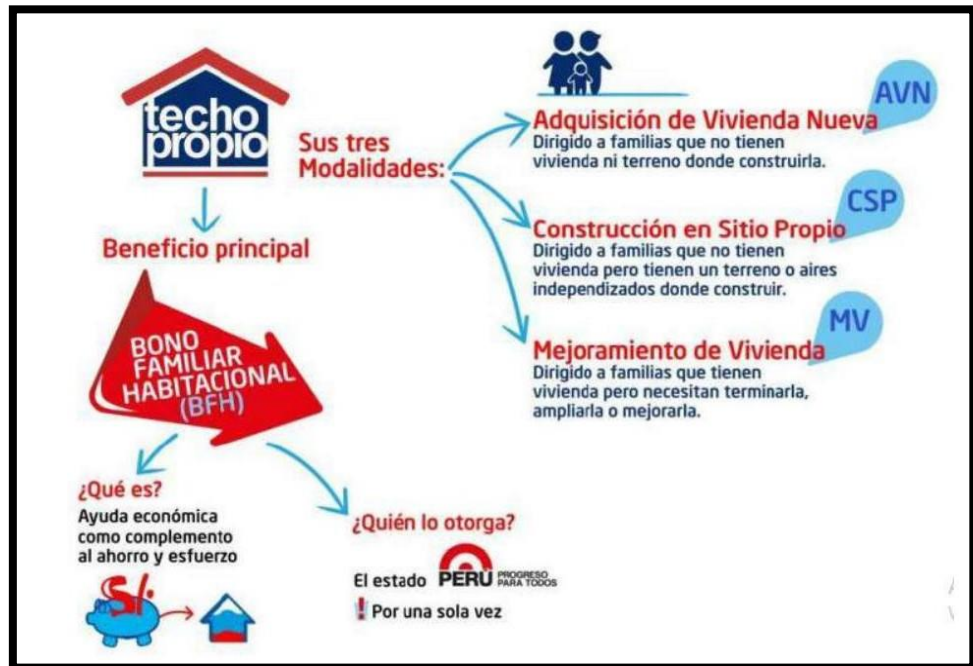 techo
propio
Sus tres
Modalidades:
Adquisición de Vivienda Nueva
AVN
Dirigido a familias que no tienen
vivienda ni terreno donde construirla.
CSP
Construcción en Sitio Propio
Dirigido a familias que no tienen
vivienda pero tienen un terreno o aires
independizados donde construir.
MV
Mejoramiento de Vivienda
Dirigido a familias que tienen
vivienda pero necesitan terminarla,
ampliarla o mejorarla.
Beneficio principal
BONO
FAMILIAR
HABITACIONAL
(BFH)
¿Qué es?
Ayuda económica
como complemento
al ahorro y esfuerzo
S/.
¿Quién lo otorga?
El estado PERÚ PROGRESO
PARA TODOS
! Por una sola vez